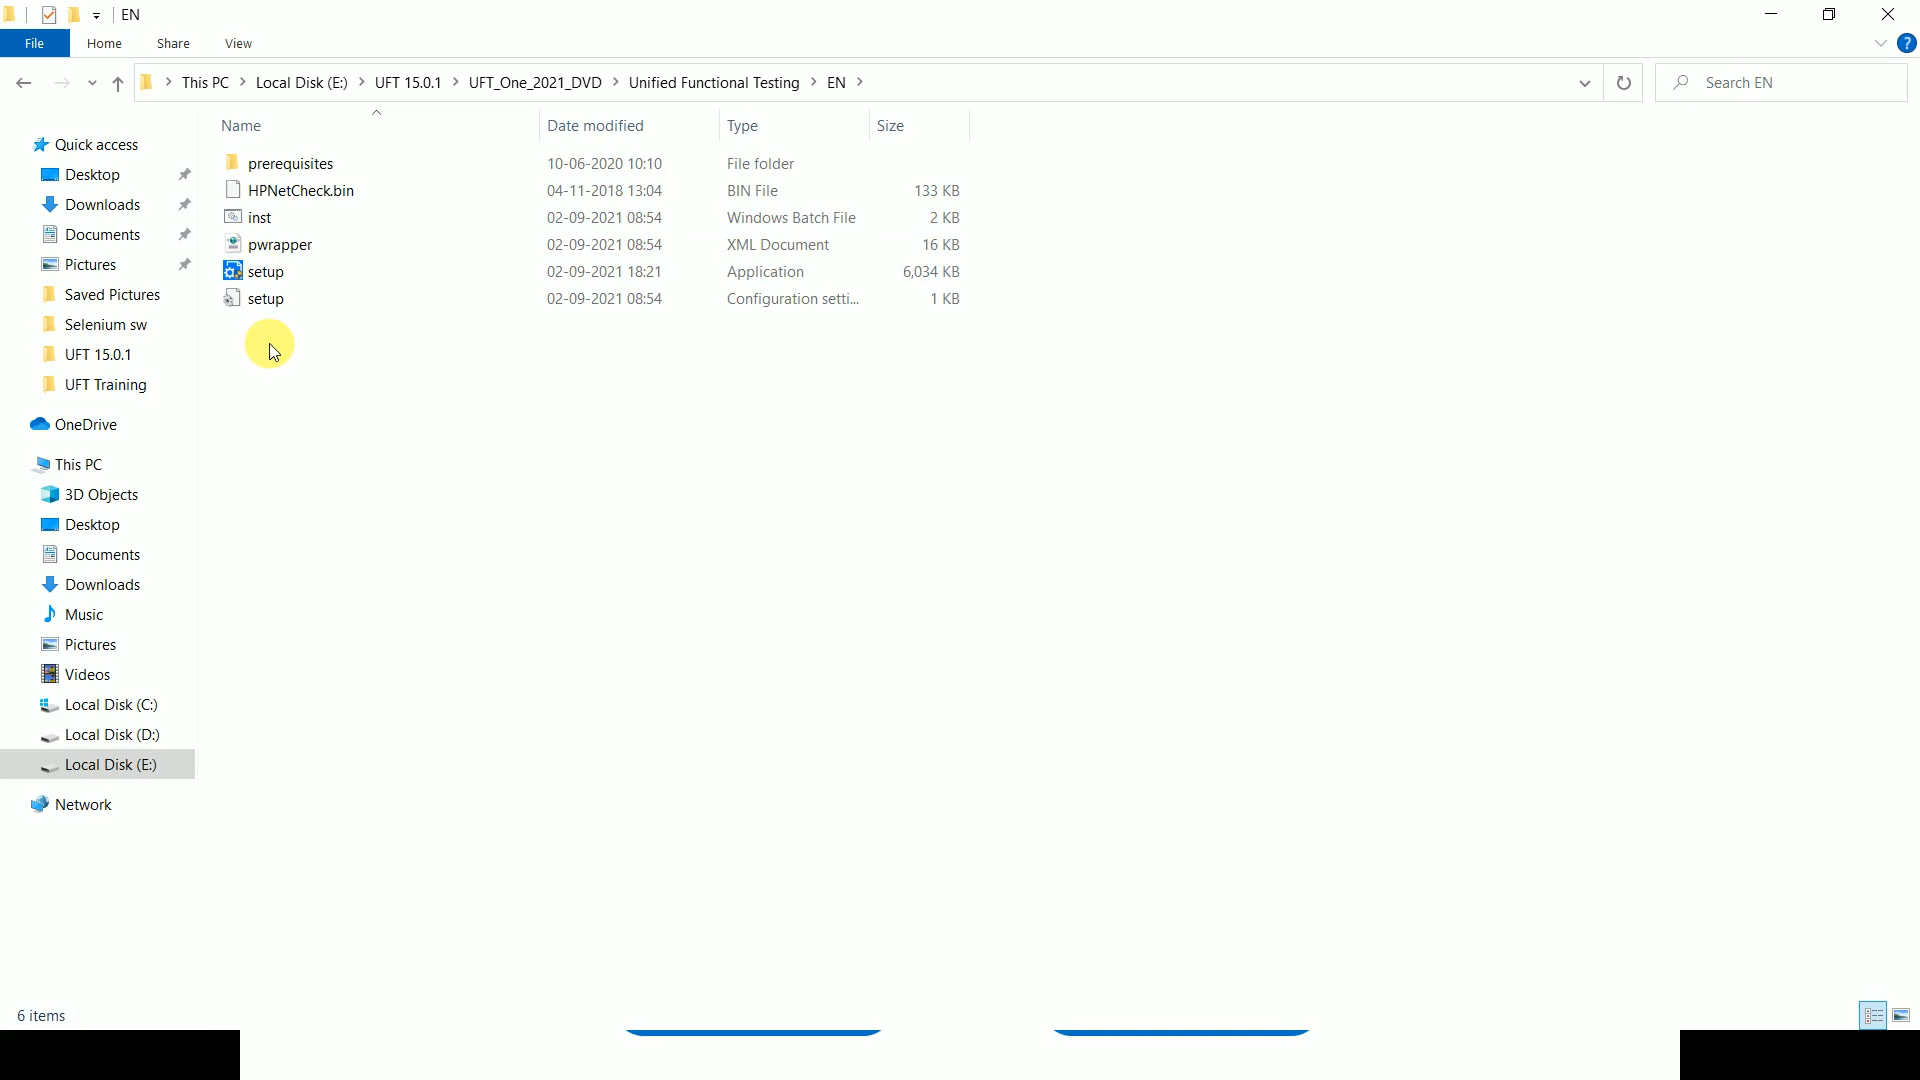 EN
File Home Share View ?
This PC > Local Disk (E:) > UFT 15.0.1 > UFT_One_2021_DVD > Unified Functional Testing > EN > Search EN
Name Date modified Type Size
prerequisites 10-06-2020 10:10 File folder
HPNetCheck.bin 04-11-2018 13:04 BIN File 133 KB
inst 02-09-2021 08:54 Windows Batch File 2 KB
pwrapper 02-09-2021 08:54 XML Document 16 KB
setup 02-09-2021 18:21 Application 6,034 KB
setup 02-09-2021 08:54 Configuration setti... 1 KB
Quick access
Desktop
Downloads
Documents
Pictures
Saved Pictures
Selenium sw
UFT 15.0.1
UFT Training
OneDrive
This PC
3D Objects
Desktop
Documents
Downloads
Music
Pictures
Videos
Local Disk (C:)
Local Disk (D:)
Local Disk (E:)
Network
6 items